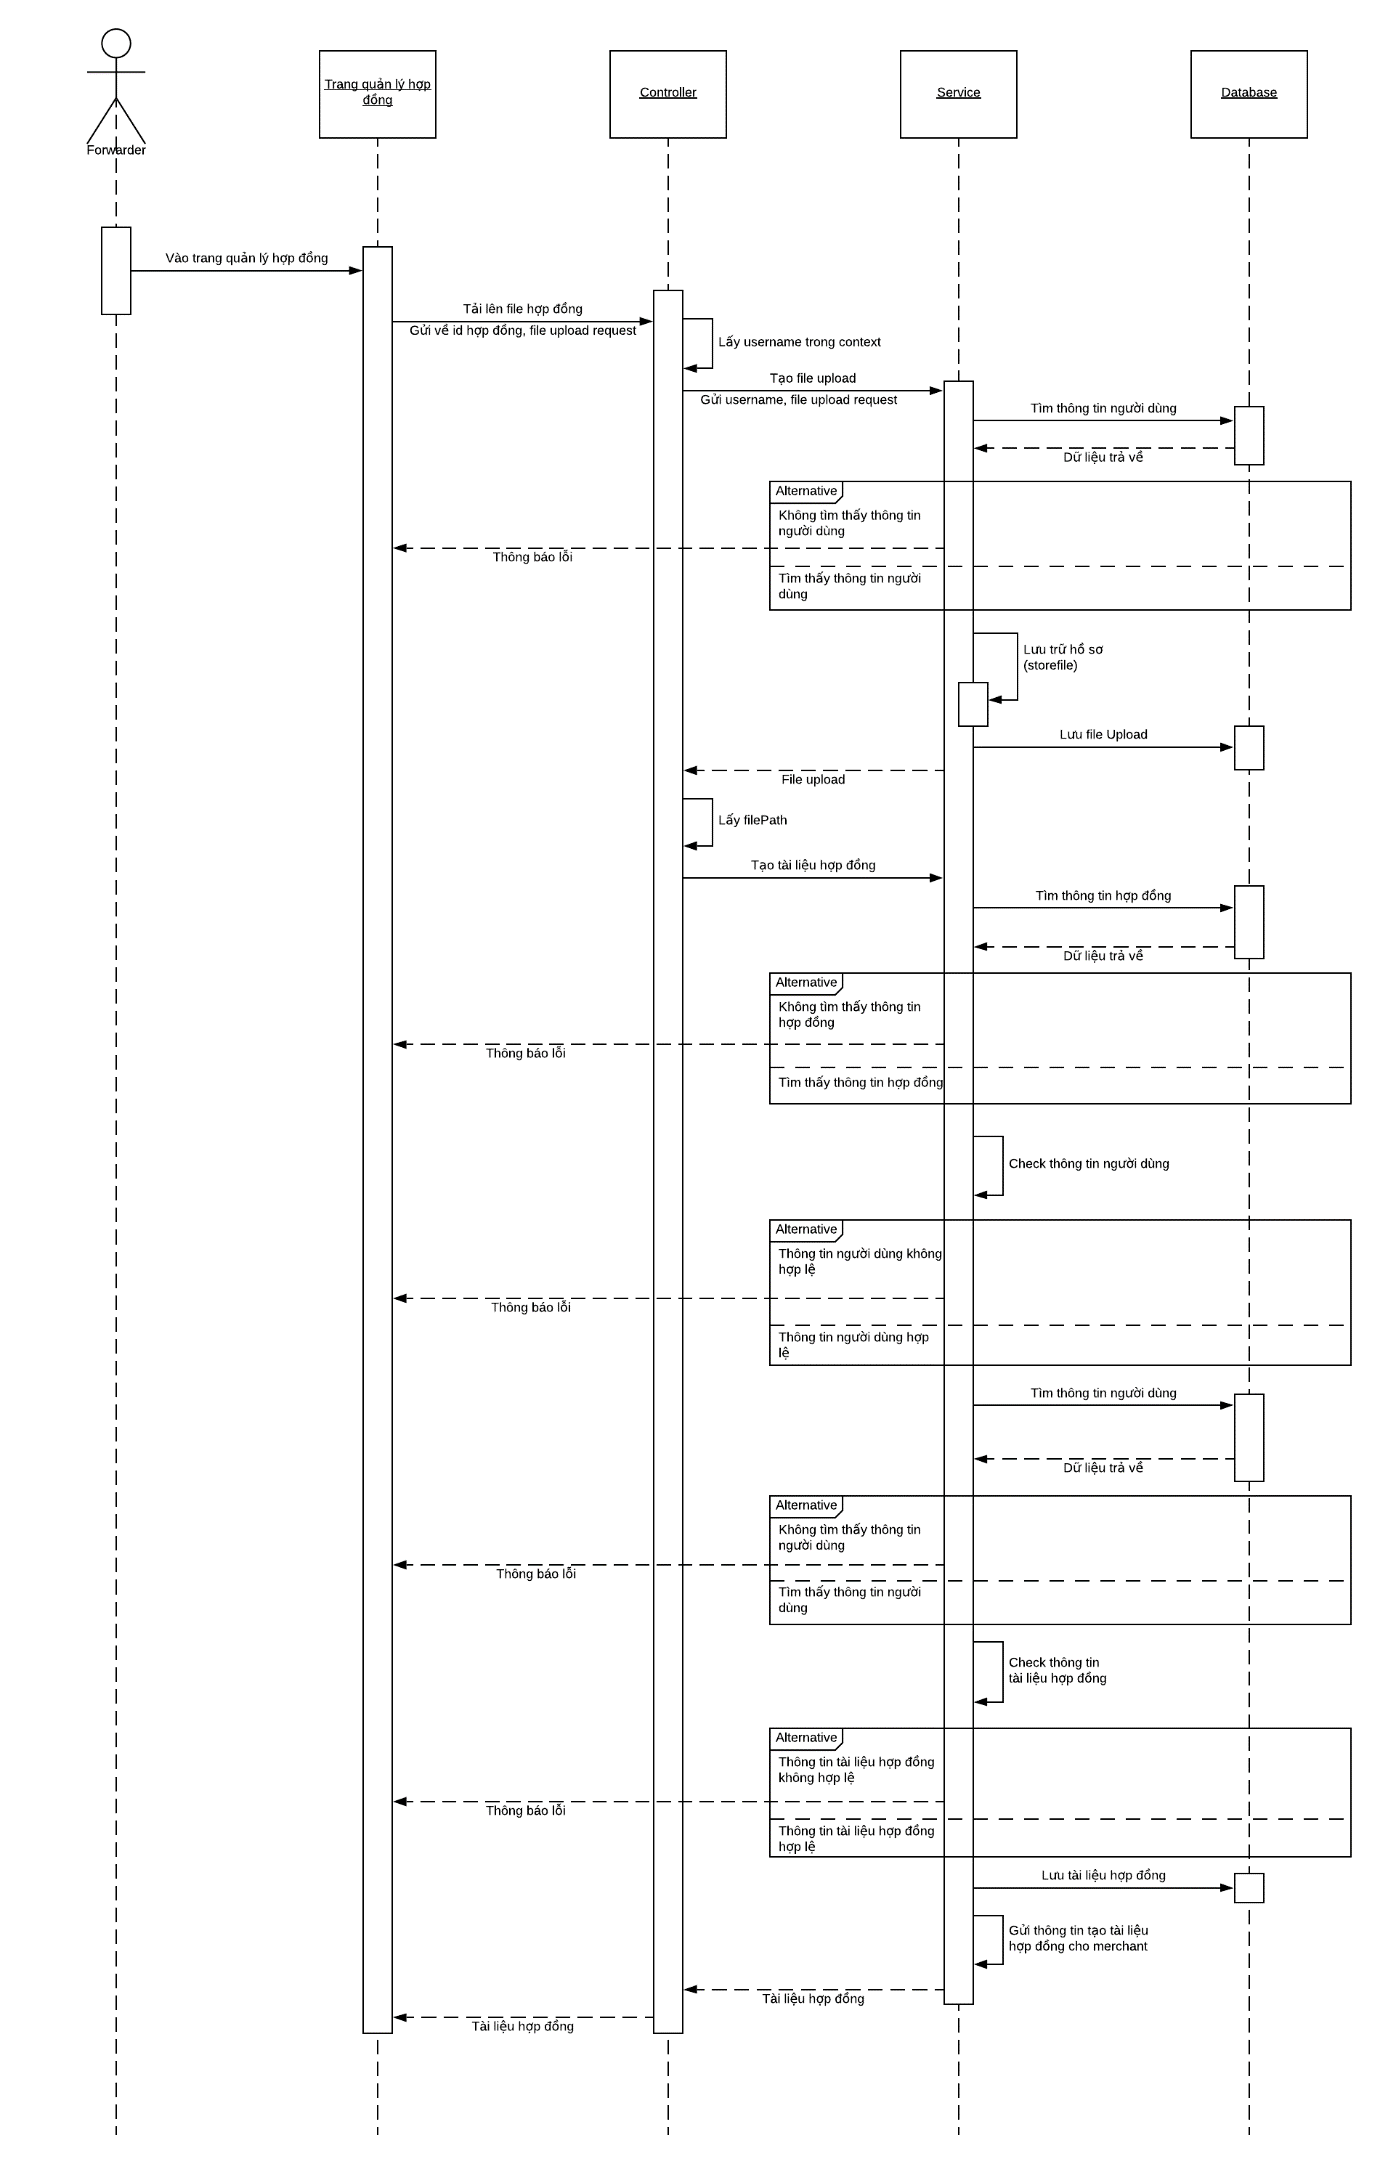 Forwarder
Trang quản lý hợp
đồng
Controller
Service
Database
Vào trang quản lý hợp đồng
Tải lên file hợp đồng
Gửi về id hợp đồng, file upload request
Lấy username trong context
Tạo file upload
Gửi username, file upload request
Tìm thông tin người dùng
Dữ liệu trả về
Alternative
Không tìm thấy thông tin
người dùng
Thông báo lỗi
Tìm thấy thông tin người
dùng
Lưu trữ hồ sơ
(storefile)
Lưu file Upload
File upload
Lấy filePath
Tạo tài liệu hợp đồng
Tìm thông tin hợp đồng
Dữ liệu trả về
Alternative
Không tìm thấy thông tin
hợp đồng
Thông báo lỗi
Tìm thấy thông tin hợp đồng
Check thông tin người dùng
Alternative
Thông tin người dùng không
hợp lệ
Thông báo lỗi
Thông tin người dùng hợp
lệ
Tìm thông tin người dùng
Dữ liệu trả về
Alternative
Không tìm thấy thông tin
người dùng
Thông báo lỗi
Tìm thấy thông tin người
dùng
Check thông tin
tài liệu hợp đồng
Alternative
Thông tin tài liệu hợp đồng
không hợp lệ
Thông báo lỗi
Thông tin tài liệu hợp đồng
hợp lệ
Lưu tài liệu hợp đồng
Gửi thông tin tạo tài liệu
hợp đồng cho merchant
Tài liệu hợp đồng
Tài liệu hợp đồng